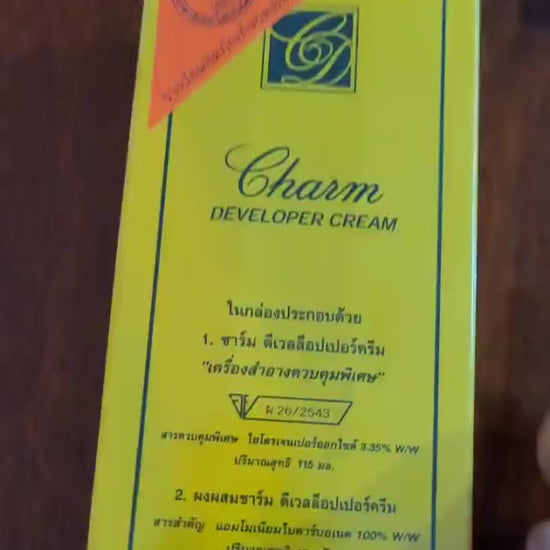 Charm
DEVELOPER CREAM
ในกล่องประกอบด้วย
1. ชาร์ม ดีเวลล็อปเปอร์ครีม
"เครื่องสำอางควบคุมพิเศษ"
ผ 26/2543
สารควบคุมพิเศษ ไฮโดรเจนเปอร์ออกไซด์ 3.35% W/W
ปริมาณสุทธิ 115 มล.
2. ผงผสมชาร์ม ดีเวลล็อปเปอร์ครีม
สารสำคัญ แอมโมเนียมไบคาร์บอเนต 100% W/W